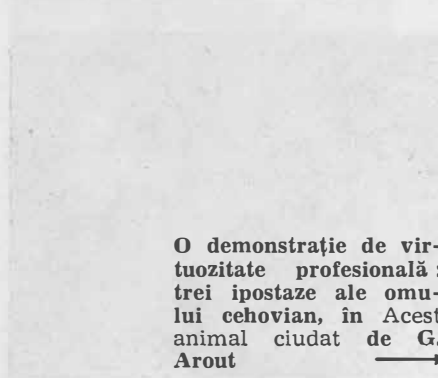 O demonstrație de vir-
tuozitate profesională :
trei ipostaze ale omu-
lui cehovian, în Acest
animal ciudat de G.
Arout